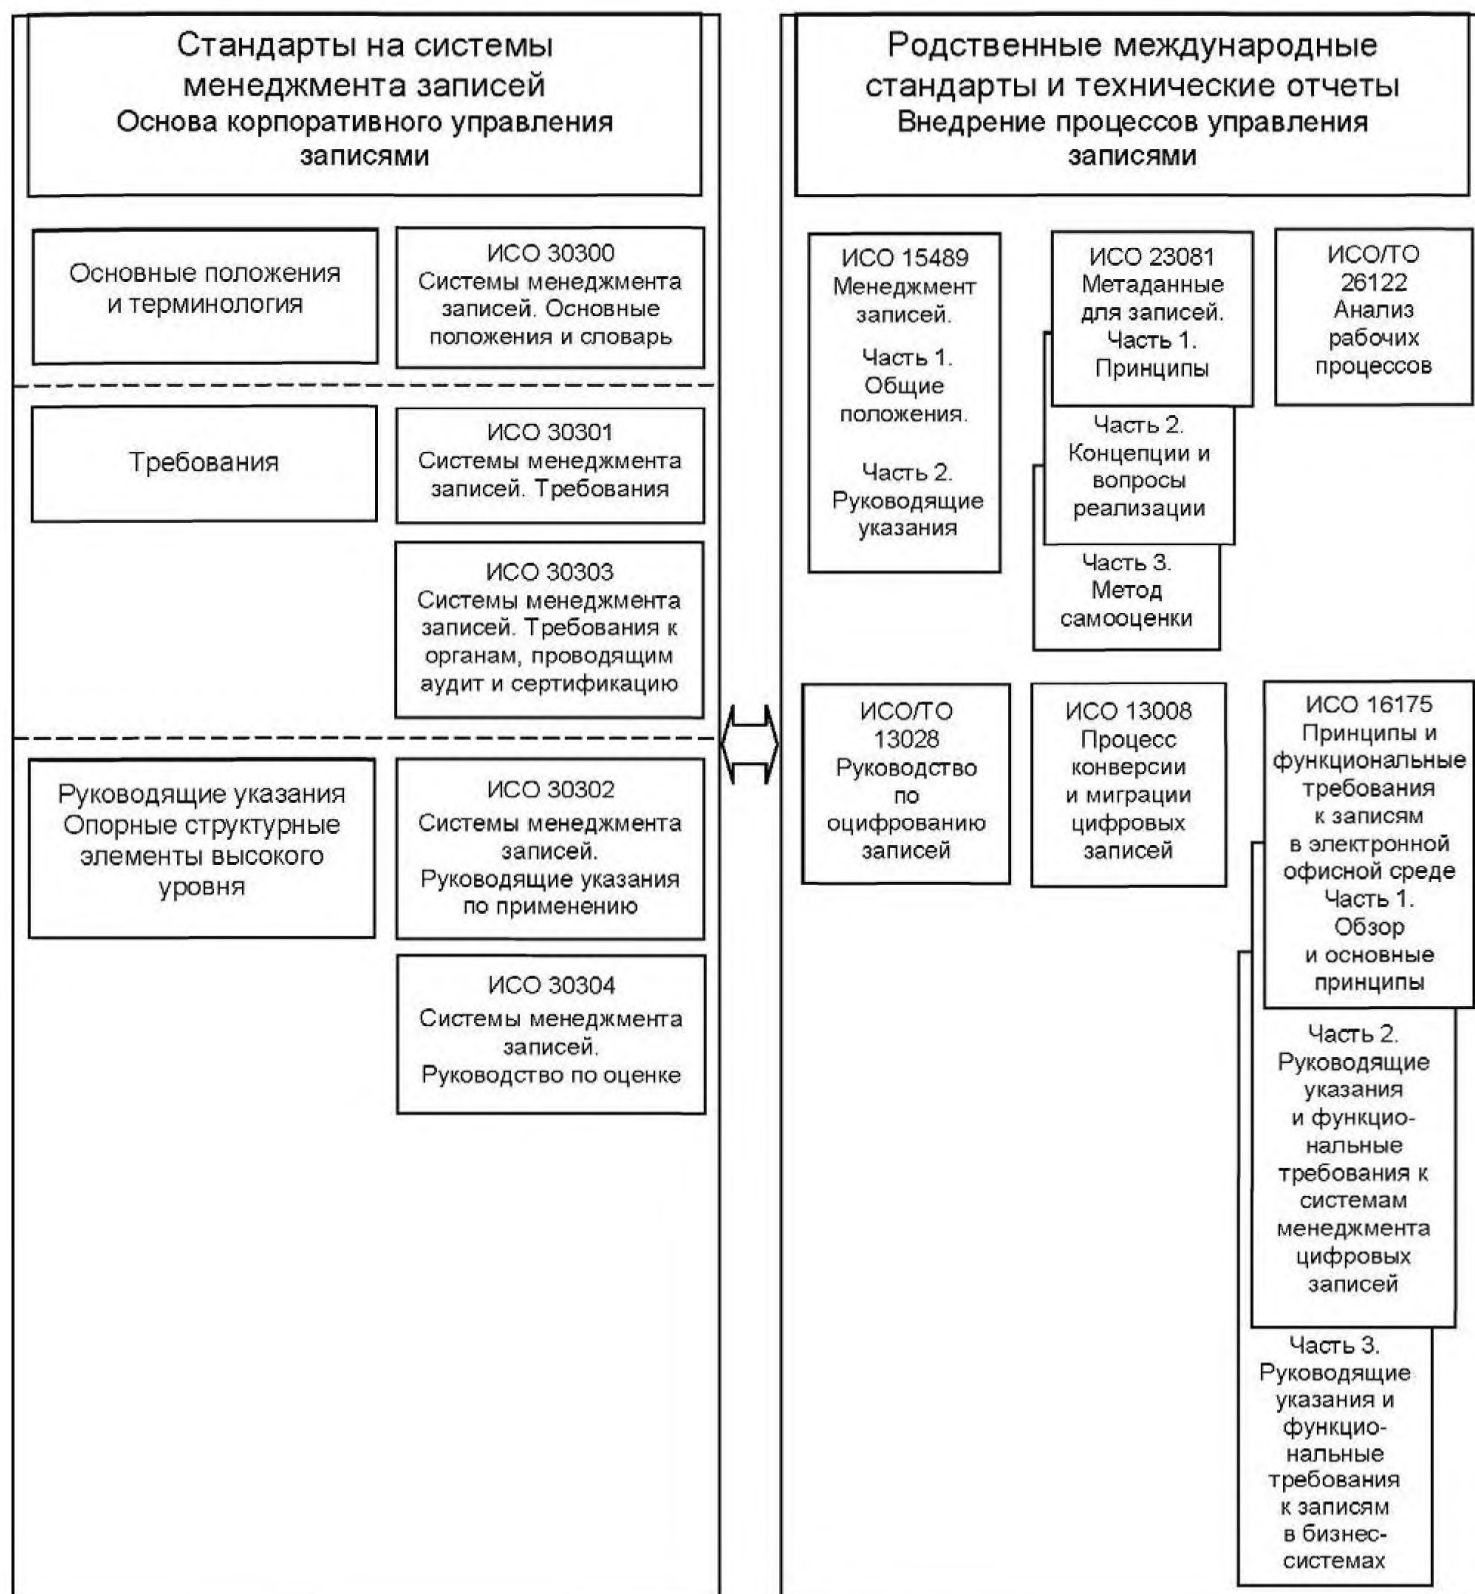 Стандарты на системы
менеджмента записей
Основа корпоративного управления
записями
Основные положения
и терминология
ИСО 30300
Системы менеджмента
записей. Основные
положения и словарь
Требования
ИСО 30301
Системы менеджмента
записей. Требования
ИСО 30303
Системы менеджмента
записей. Требования к
органам, проводящим
аудит и сертификацию
Руководящие указания
Опорные структурные
элементы высокого
уровня
ИСО 30302
Системы менеджмента
записей.
Руководящие указания
по применению
ИСО 30304
Системы менеджмента
записей.
Руководство по оценке
Родственные международные
стандарты и технические отчеты
Внедрение процессов управления
записями
ИСО 15489
Менеджмент
записей.
Часть 1.
Общие
положения.
Часть 2.
Руководящие
указания
ИСО 23081
Метаданные
для записей.
Часть 1.
Принципы
Часть 2.
Концепции и
вопросы
реализации
Часть 3.
Метод
самооценки
ИСО/ТО
26122
Анализ
рабочих
процессов
ИСО/ТО
13028
Руководство
по
оцифрованию
записей
ИСО 13008
Процесс
конверсии
и миграции
цифровых
записей
ИСО 16175
Принципы и
функциональные
требования
к записям
в электронной
офисной среде
Часть 1.
Обзор
и основные
принципы
Часть 2.
Руководящие
указания
и функцио-
нальные
требования к
системам
менеджмента
цифровых
записей
Часть 3.
Руководящие
указания и
функцио-
нальные
требования
к записям
в бизнес-
системах